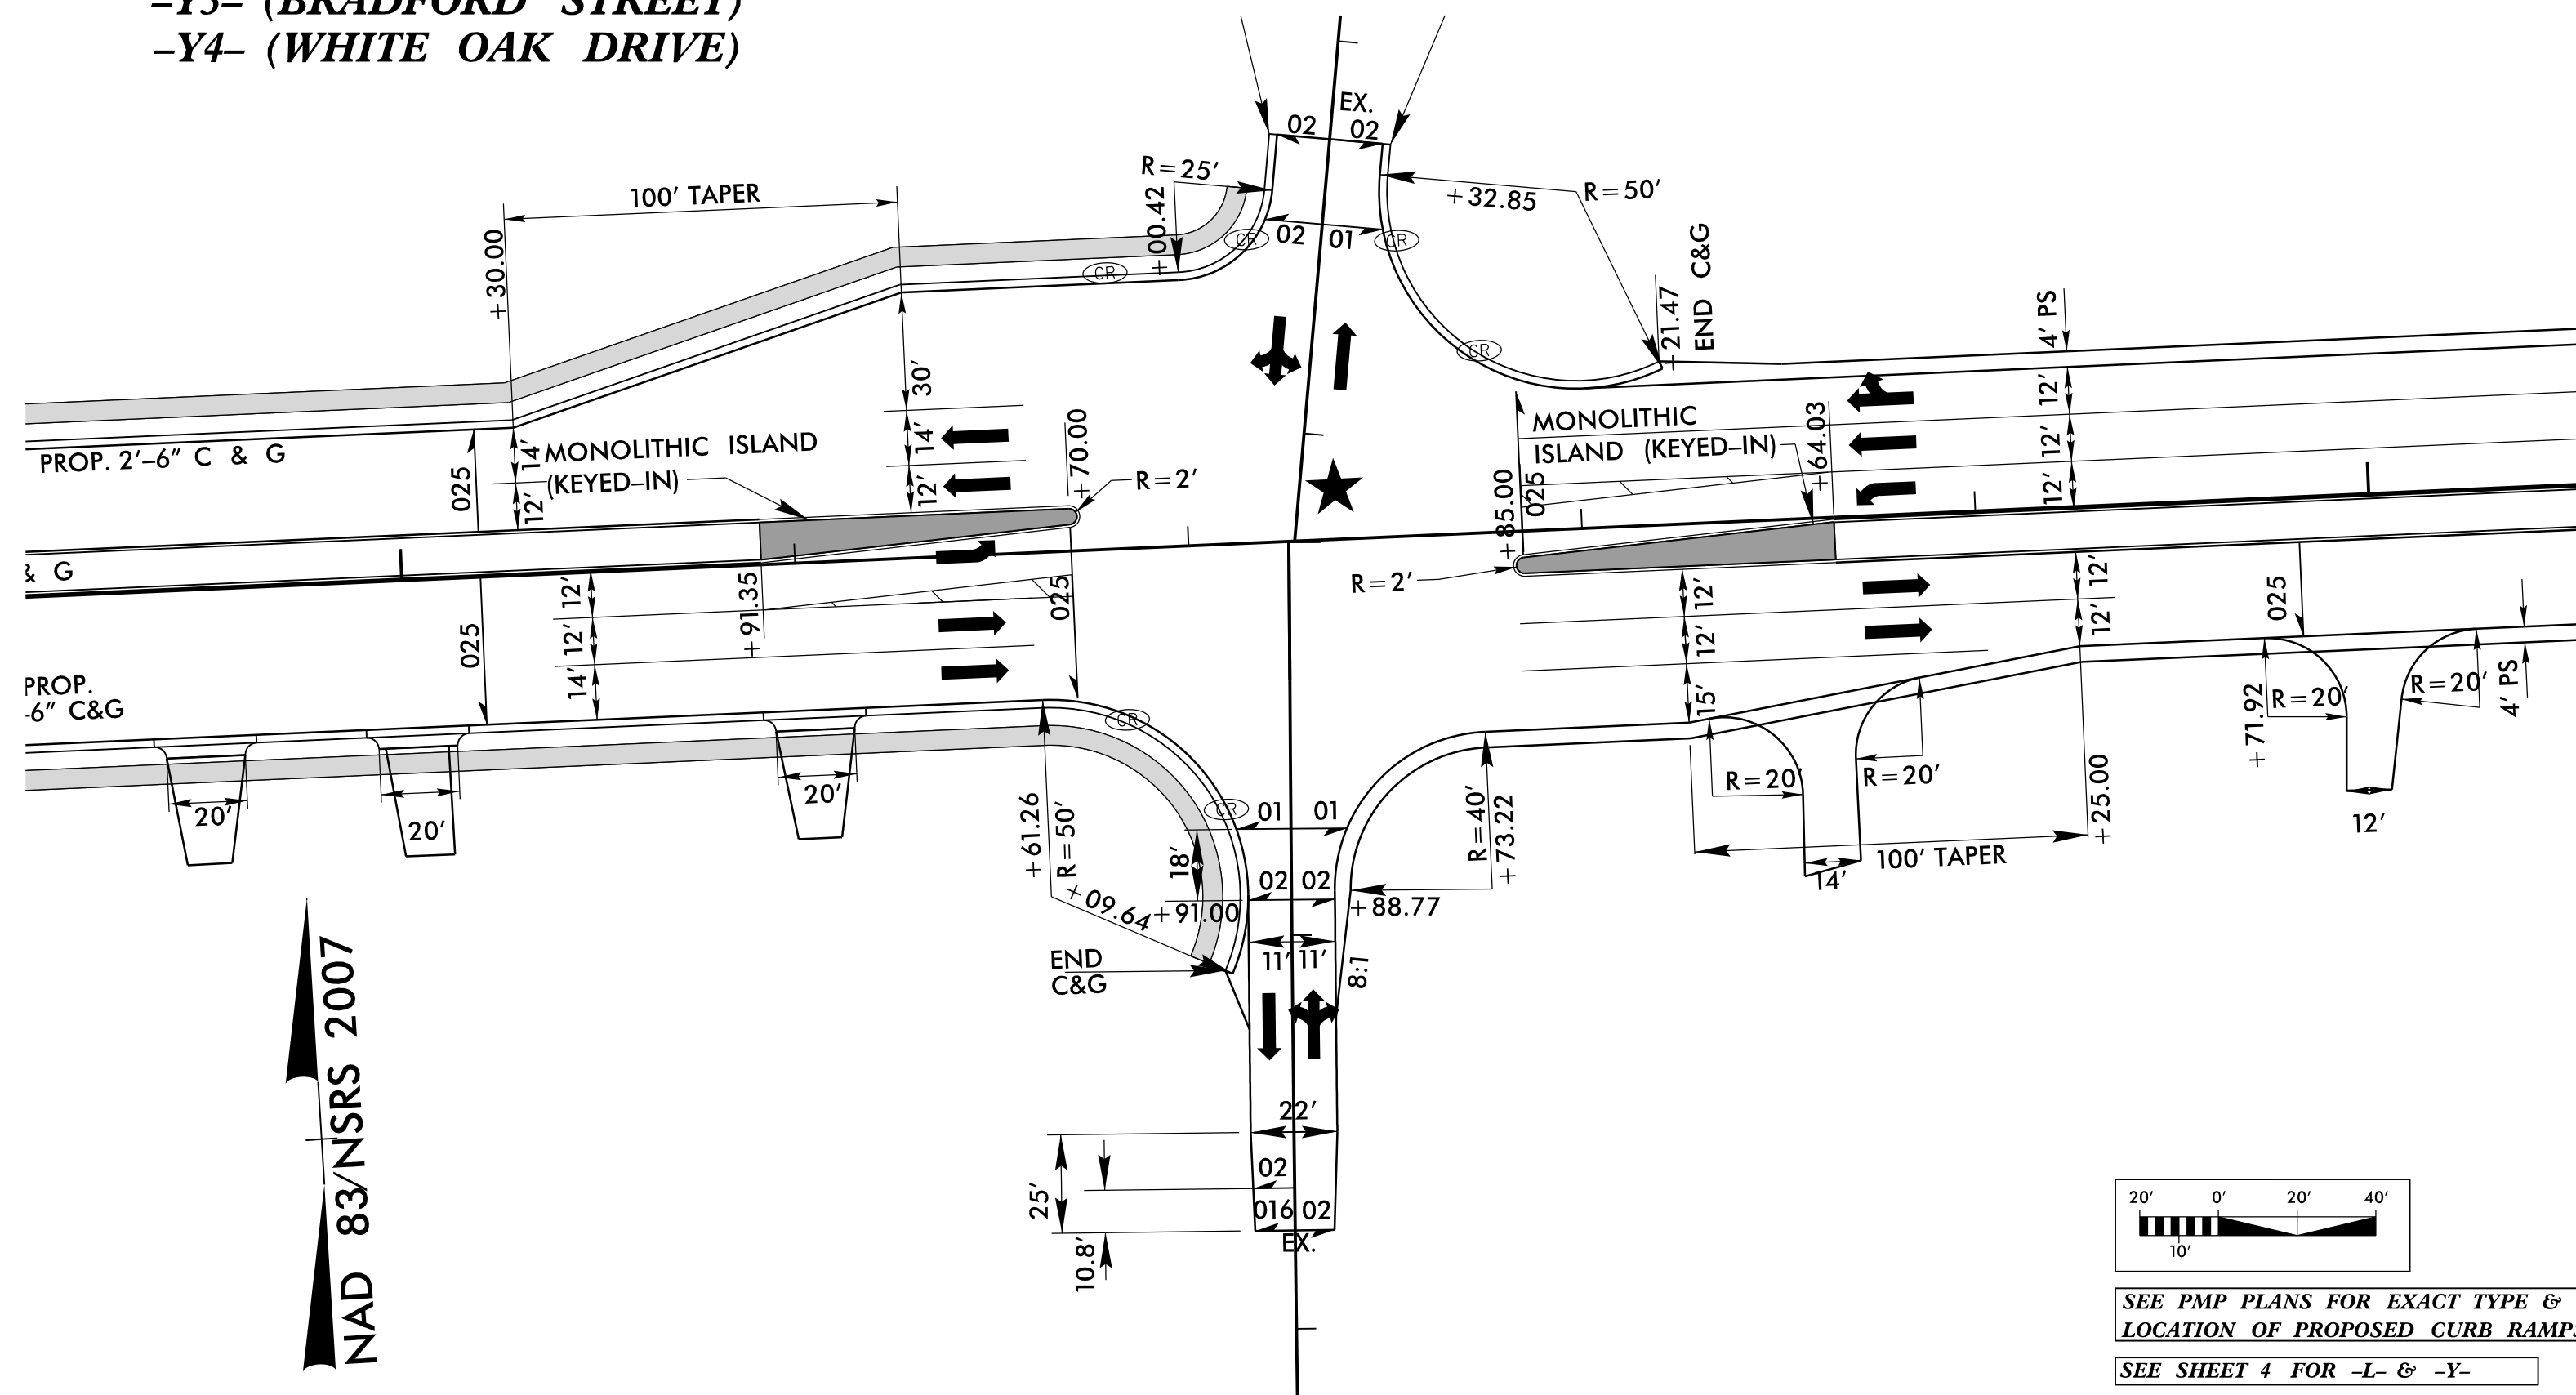 –Y3– (BRADFORD STREET)
–Y4– (WHITE OAK DRIVE)
EX.
02 02
R=25'
+32.85
R=50'
100' TAPER
+30.00
+00.42
02 01
CR
CR
CR
CR
+21.47
END C&G
4' PS
30'
14'
12'
14'
12'
12'
12'
12'
PROP. 2'–6" C & G
025
MONOLITHIC ISLAND
(KEYED–IN)
+70.00
R=2'
MONOLITHIC
ISLAND (KEYED–IN)
+64.03
+85.00
025
& G
R=2'
12'
12'
14'
025
+91.35
025
12'
12'
15'
12'
12'
025
PROP.
-6" C&G
CR
CR
20'
20'
20'
+61.26
R=50'
+09.64
+91.00
18'
01 01
02 02
+88.77
R=40'
+73.22
R=20'
R=20'
14'
100' TAPER
+25.00
+71.92
R=20'
R=20'
4' PS
12'
END
C&G
11' 11'
8:1
22'
25'
10.8'
02
016 02
EX.
NAD 83/NSRS 2007
20' 0' 20' 40'
10'
SEE PMP PLANS FOR EXACT TYPE &
LOCATION OF PROPOSED CURB RAMPS
SEE SHEET 4 FOR –L– & –Y–